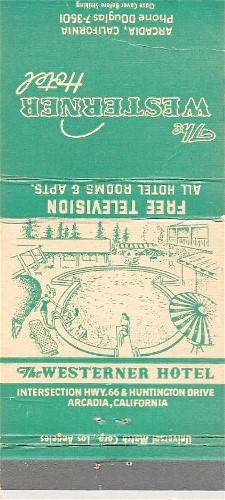 Close Cover Before Striking
ARCADIA, CALIFORNIA
Phone DOuglas 7-3501
The
WESTERNER
Hotel
ALL HOTEL ROOMS & APTS.
FREE TELEVISION
The WESTERNER HOTEL
INTERSECTION HWY. 66 & HUNTINGTON DRIVE
ARCADIA, CALIFORNIA
Universal Match Corp., Los Angeles